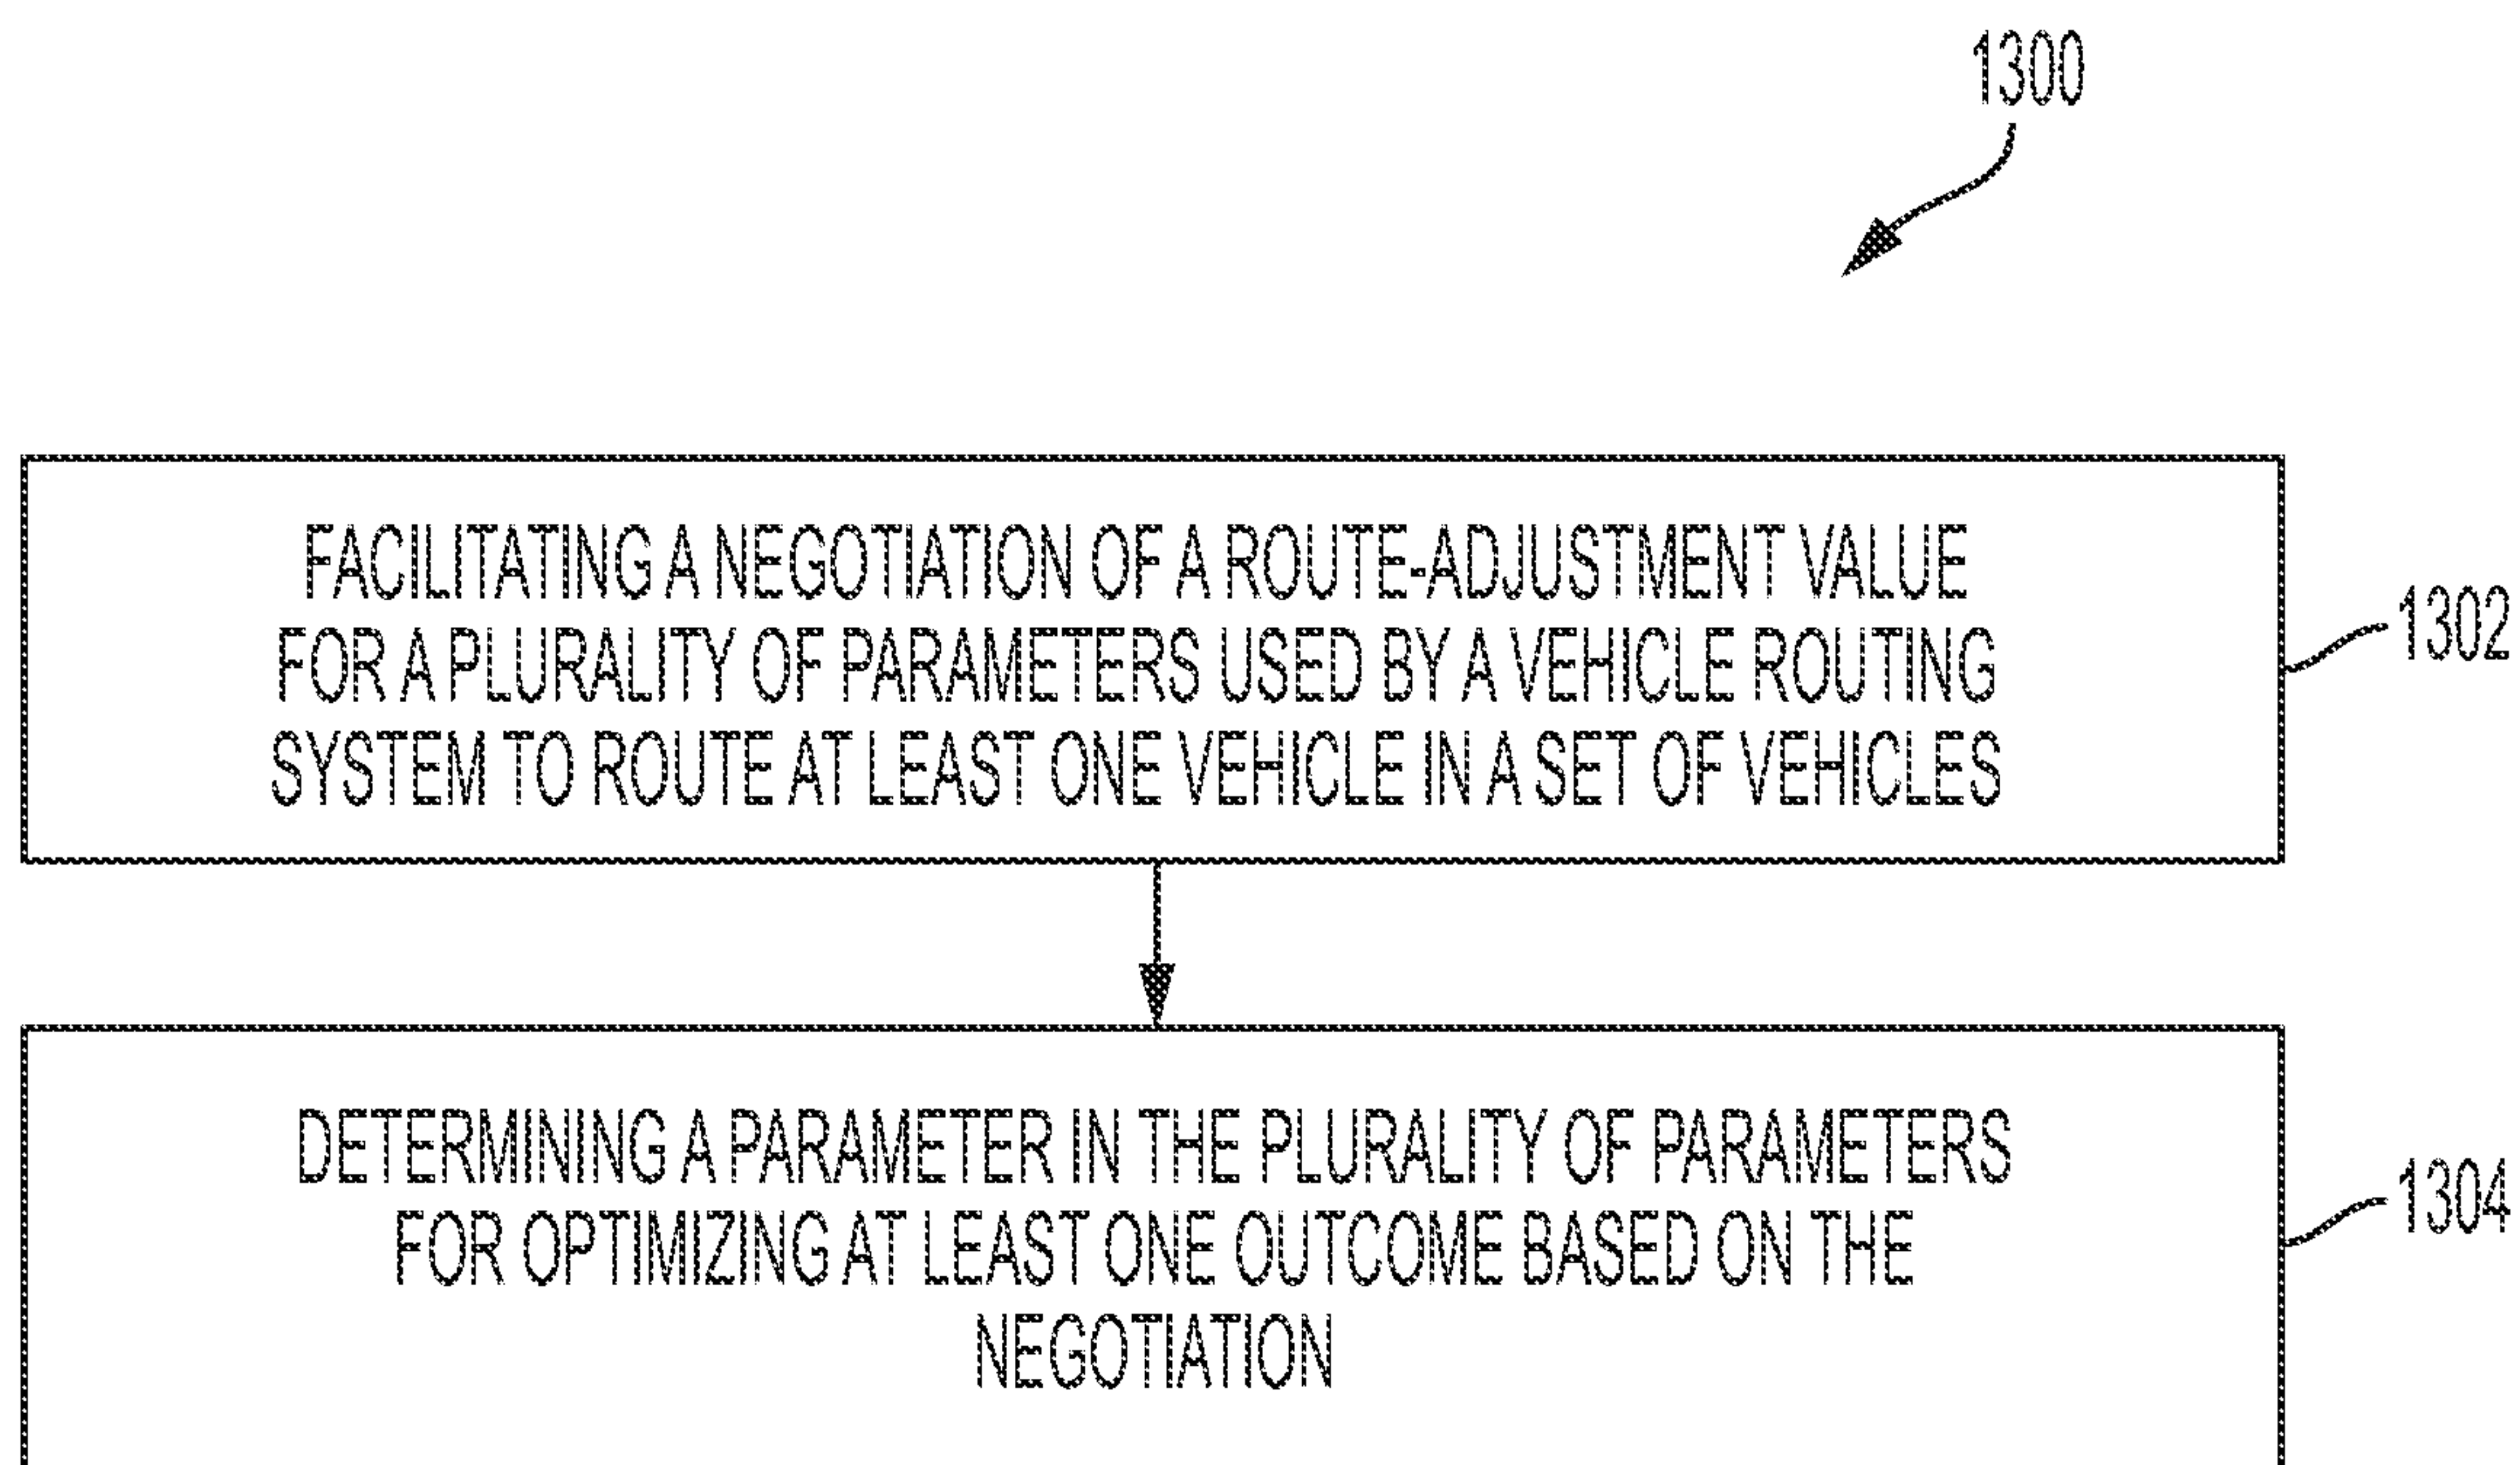 1300
FACILITATING A NEGOTIATION OF A ROUTE-ADJUSTMENT VALUE
FOR A PLURALITY OF PARAMETERS USED BY A VEHICLE ROUTING
SYSTEM TO ROUTE AT LEAST ONE VEHICLE IN A SET OF VEHICLES
1302
DETERMINING A PARAMETER IN THE PLURALITY OF PARAMETERS
FOR OPTIMIZING AT LEAST ONE OUTCOME BASED ON THE
NEGOTIATION
1304